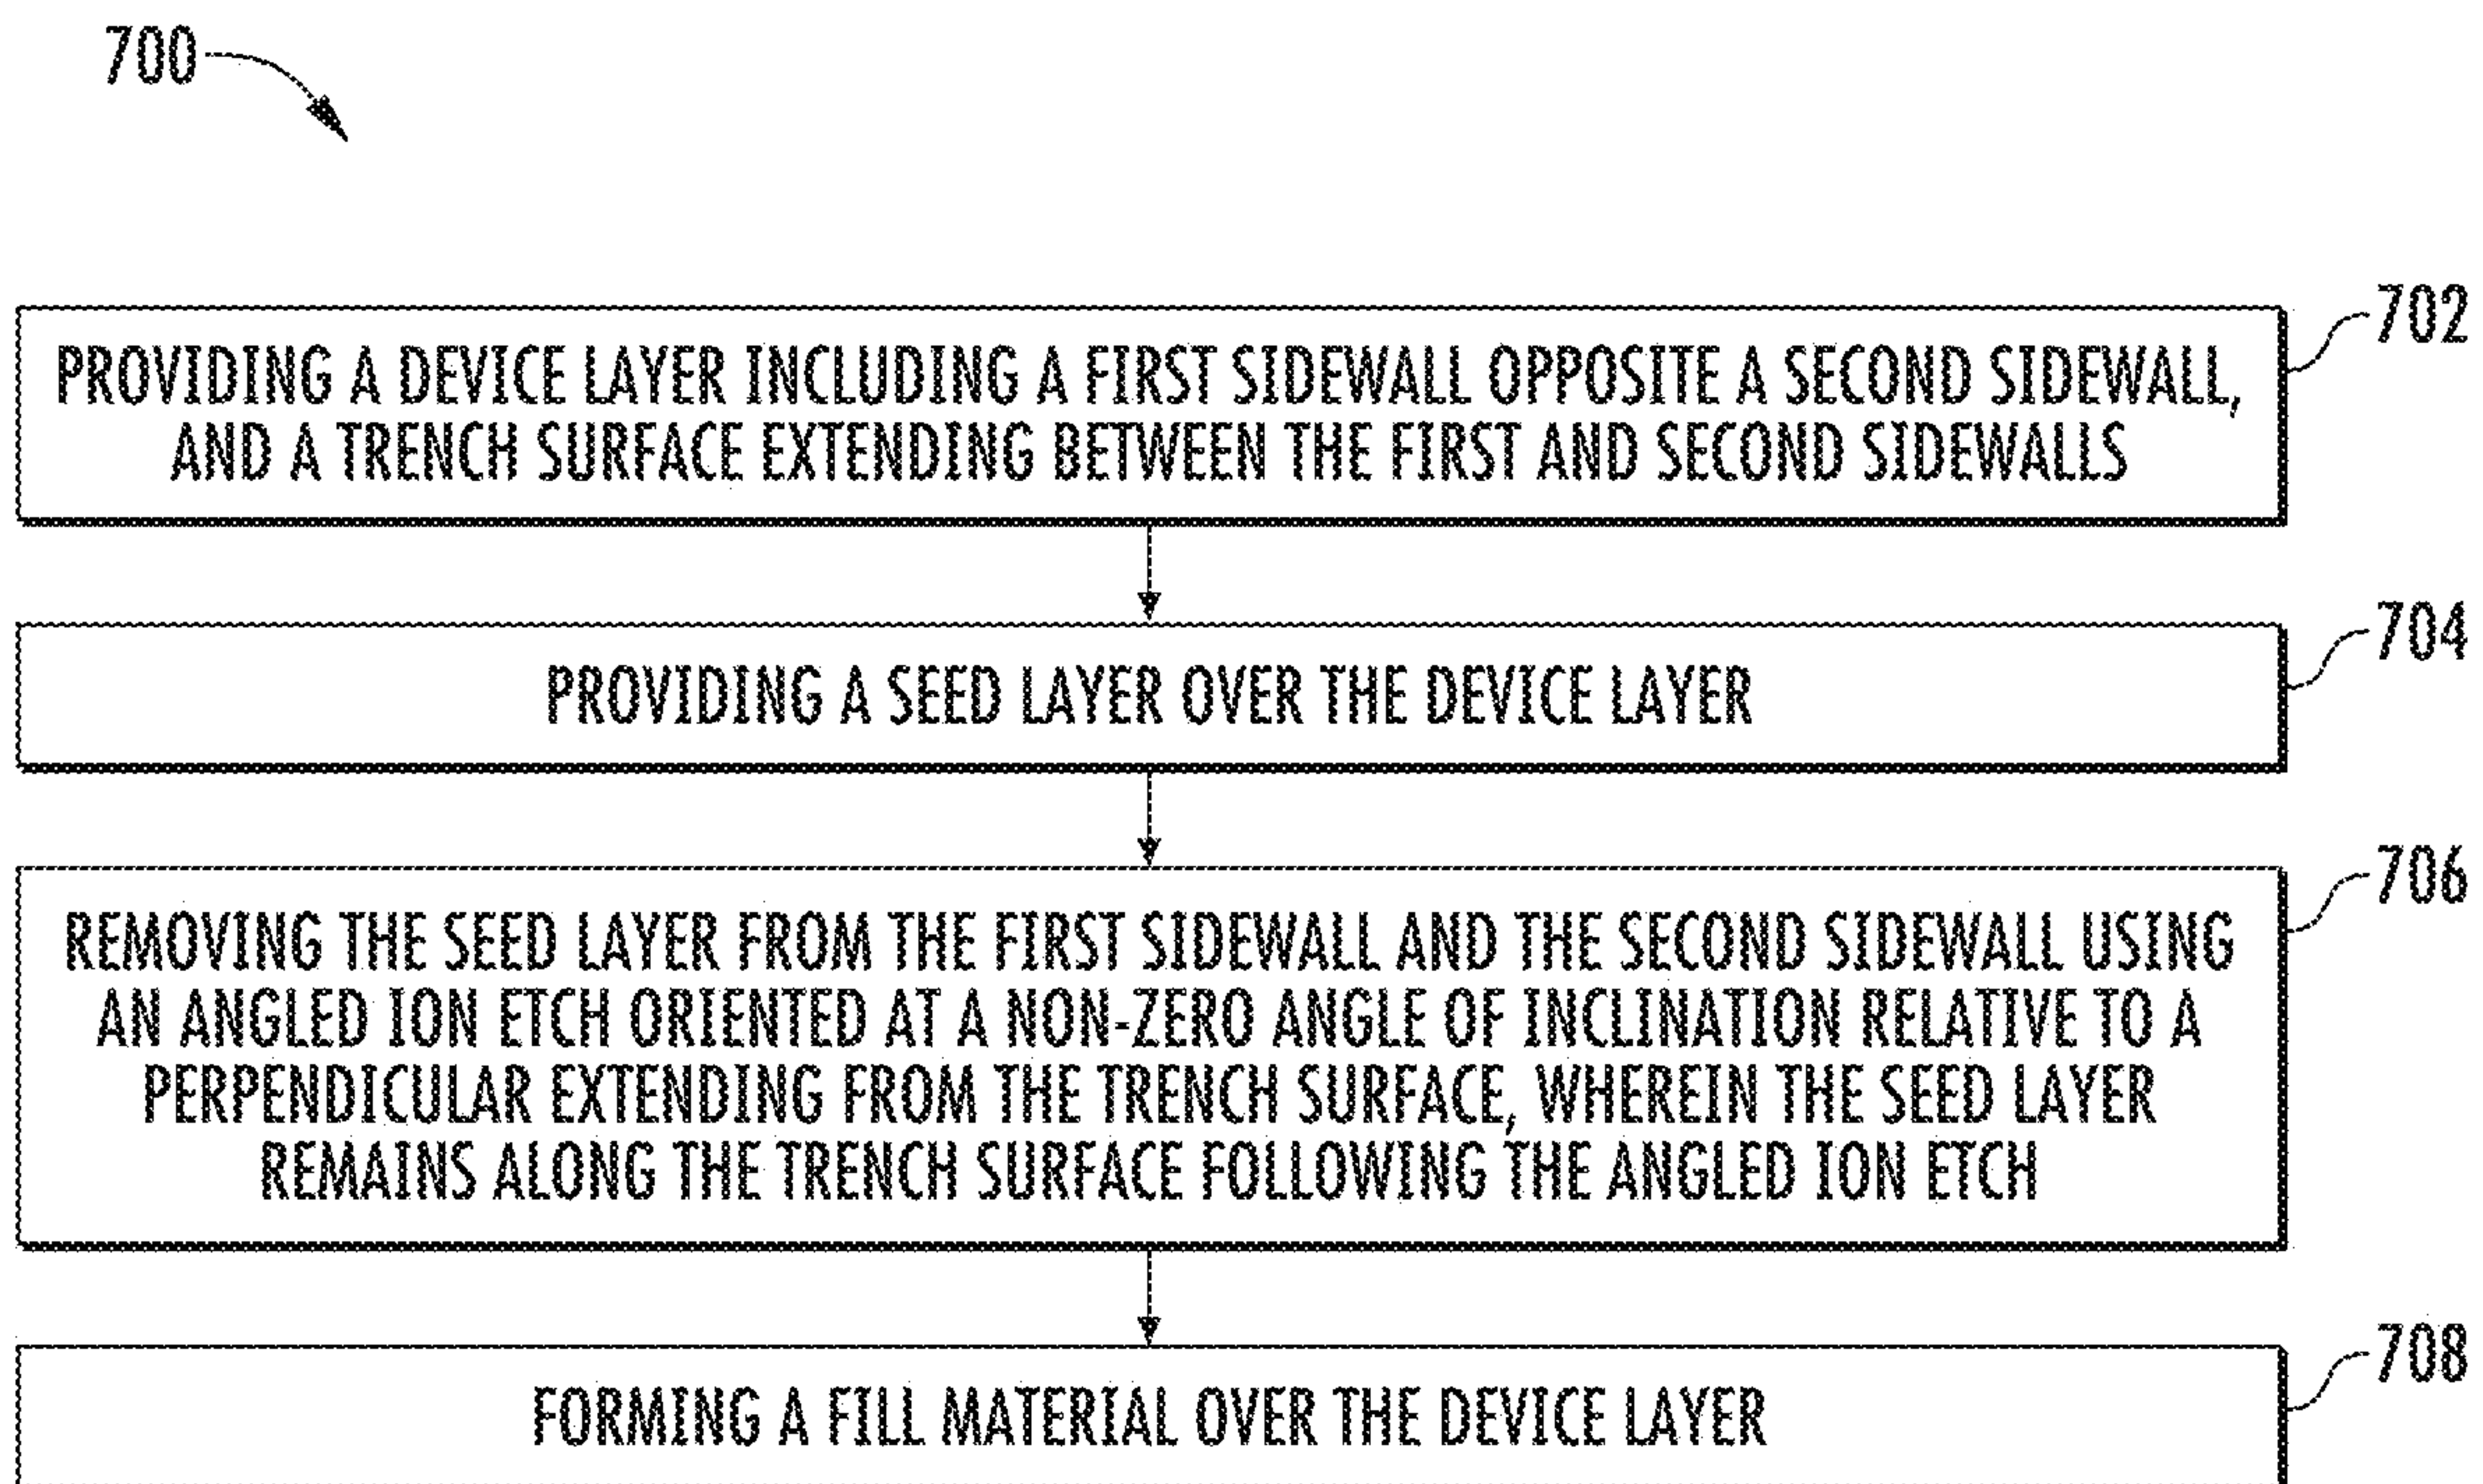 700
702
PROVIDING A DEVICE LAYER INCLUDING A FIRST SIDEWALL OPPOSITE A SECOND SIDEWALL,
AND A TRENCH SURFACE EXTENDING BETWEEN THE FIRST AND SECOND SIDEWALLS
704
PROVIDING A SEED LAYER OVER THE DEVICE LAYER
706
REMOVING THE SEED LAYER FROM THE FIRST SIDEWALL AND THE SECOND SIDEWALL USING
AN ANGLED ION ETCH ORIENTED AT A NON-ZERO ANGLE OF INCLINATION RELATIVE TO A
PERPENDICULAR EXTENDING FROM THE TRENCH SURFACE, WHEREIN THE SEED LAYER
REMAINS ALONG THE TRENCH SURFACE FOLLOWING THE ANGLED ION ETCH
708
FORMING A FILL MATERIAL OVER THE DEVICE LAYER